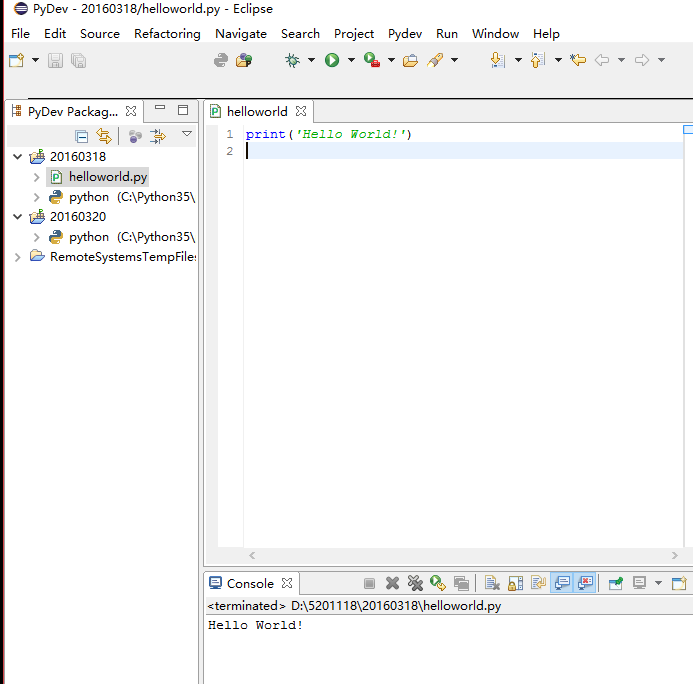 PyDev - 20160318/helloworld.py - Eclipse
File Edit Source Refactoring Navigate Search Project Pydev Run Window Help
PyDev Packag...
20160318
helloworld.py
python (C:\Python35\
20160320
python (C:\Python35\
RemoteSystemsTempFiles
helloworld
1 print('Hello World!')
2
Console
<terminated> D:\5201118\20160318\helloworld.py
Hello World!